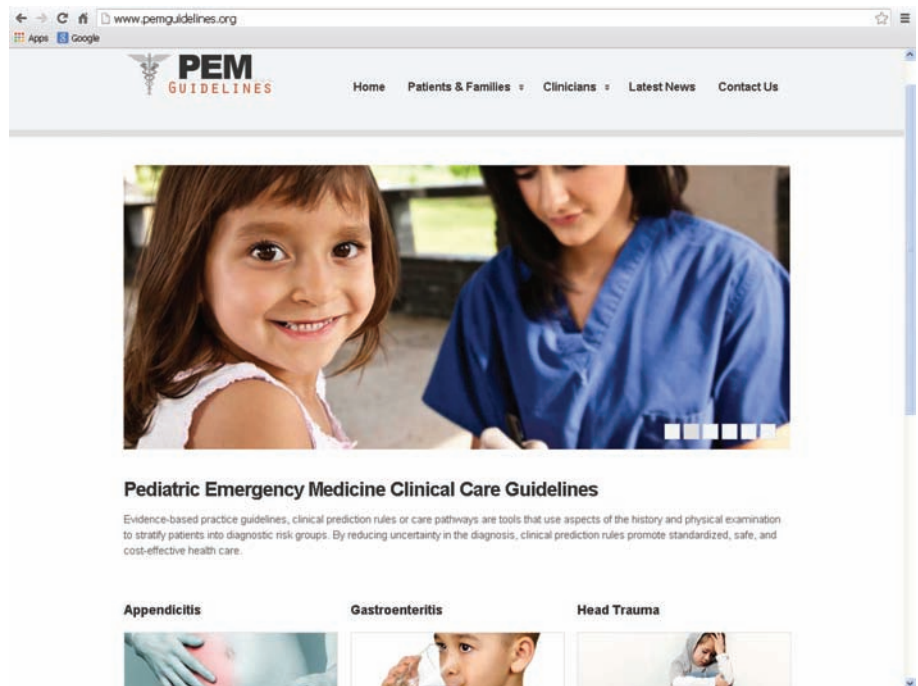 www.pemguidelines.org
Apps Google
PEM
GUIDELINES
Home Patients & Families Clinicians Latest News Contact Us
Pediatric Emergency Medicine Clinical Care Guidelines
Evidence-based practice guidelines, clinical prediction rules or care pathways are tools that use aspects of the history and physical examination
to stratify patients into diagnostic risk groups. By reducing uncertainty in the diagnosis, clinical prediction rules promote standardized, safe, and
cost-effective health care.
Appendicitis Gastroenteritis Head Trauma